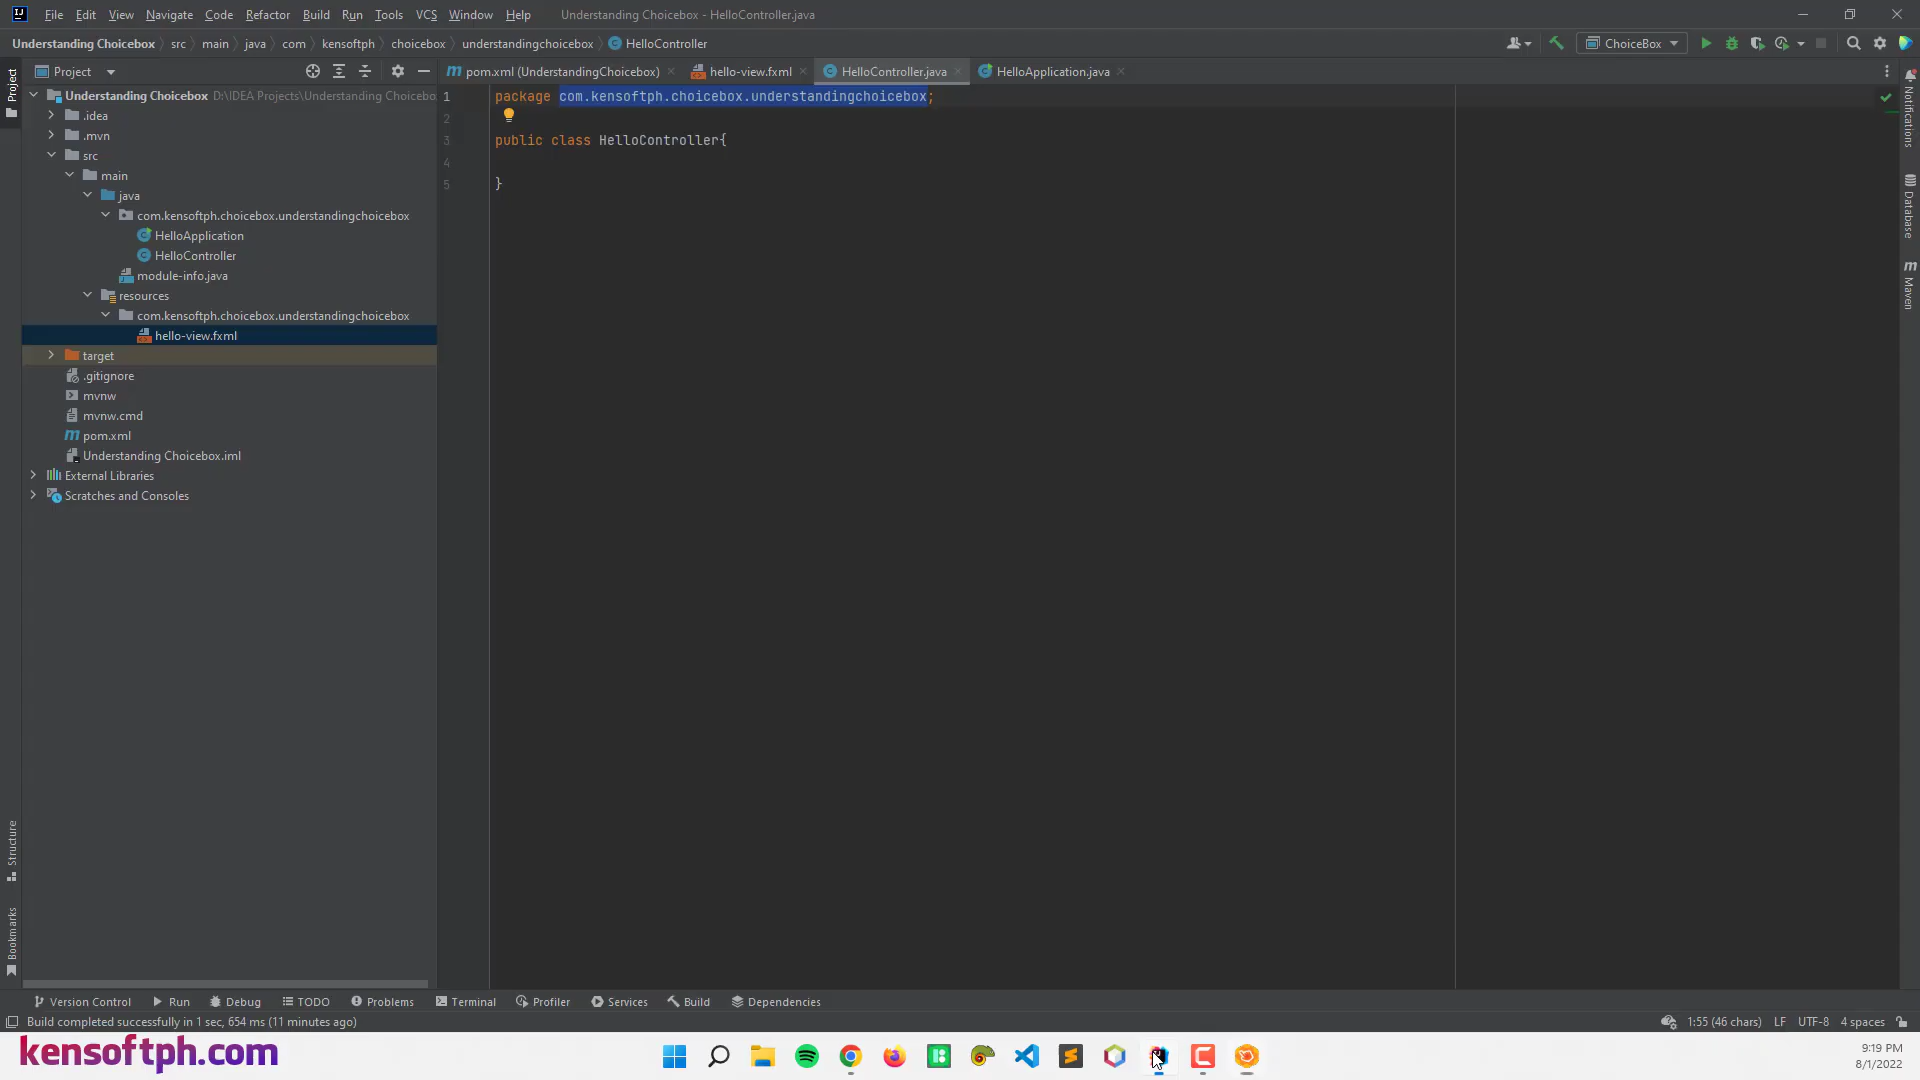 File Edit View Navigate Code Refactor Build Run Tools VCS Window Help Understanding Choicebox - HelloController.java
Understanding Choicebox src main java com kensoftph choicebox understandingchoicebox HelloController ChoiceBox
Project
Project
pom.xml (UnderstandingChoicebox) hello-view.fxml HelloController.java HelloApplication.java
Understanding Choicebox D:\IDEA Projects\Understanding Choicebo
.idea
.mvn
src
main
java
com.kensoftph.choicebox.understandingchoicebox
HelloApplication
HelloController
module-info.java
resources
com.kensoftph.choicebox.understandingchoicebox
hello-view.fxml
target
.gitignore
mvnw
mvnw.cmd
pom.xml
Understanding Choicebox.iml
External Libraries
Scratches and Consoles
1 package com.kensoftph.choicebox.understandingchoicebox;
2
3 public class HelloController{
4
5 }
Notifications
Database
Maven
Structure
Bookmarks
Version Control Run Debug TODO Problems Terminal Profiler Services Build Dependencies
Build completed successfully in 1 sec, 654 ms (11 minutes ago) 1:55 (46 chars) LF UTF-8 4 spaces
kensoftph.com
9:19 PM
8/1/2022